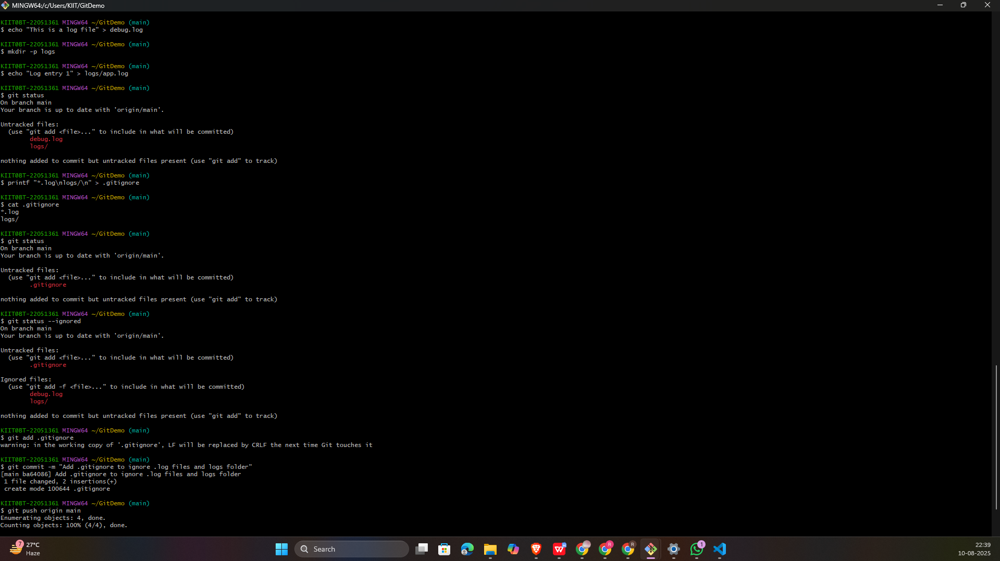 MINGW64:/c/Users/KIIT/GitDemo
KIIT@BT-22051361 MINGW64 ~/GitDemo (main)
$ echo "This is a log file" > debug.log
KIIT@BT-22051361 MINGW64 ~/GitDemo (main)
$ mkdir -p logs
KIIT@BT-22051361 MINGW64 ~/GitDemo (main)
$ echo "Log entry 1" > logs/app.log
KIIT@BT-22051361 MINGW64 ~/GitDemo (main)
$ git status
On branch main
Your branch is up to date with 'origin/main'.
Untracked files:
  (use "git add <file>..." to include in what will be committed)
        debug.log
        logs/
nothing added to commit but untracked files present (use "git add" to track)
KIIT@BT-22051361 MINGW64 ~/GitDemo (main)
$ printf "*.log\nlogs/\n" > .gitignore
KIIT@BT-22051361 MINGW64 ~/GitDemo (main)
$ cat .gitignore
*.log
logs/
KIIT@BT-22051361 MINGW64 ~/GitDemo (main)
$ git status
On branch main
Your branch is up to date with 'origin/main'.
Untracked files:
  (use "git add <file>..." to include in what will be committed)
        .gitignore
nothing added to commit but untracked files present (use "git add" to track)
KIIT@BT-22051361 MINGW64 ~/GitDemo (main)
$ git status --ignored
On branch main
Your branch is up to date with 'origin/main'.
Untracked files:
  (use "git add <file>..." to include in what will be committed)
        .gitignore
Ignored files:
  (use "git add -f <file>..." to include in what will be committed)
        debug.log
        logs/
nothing added to commit but untracked files present (use "git add" to track)
KIIT@BT-22051361 MINGW64 ~/GitDemo (main)
$ git add .gitignore
warning: in the working copy of '.gitignore', LF will be replaced by CRLF the next time Git touches it
KIIT@BT-22051361 MINGW64 ~/GitDemo (main)
$ git commit -m "Add .gitignore to ignore .log files and logs folder"
[main ba64086] Add .gitignore to ignore .log files and logs folder
 1 file changed, 2 insertions(+)
 create mode 100644 .gitignore
KIIT@BT-22051361 MINGW64 ~/GitDemo (main)
$ git push origin main
Enumerating objects: 4, done.
Counting objects: 100% (4/4), done.
7
27°C
Haze
Search
W
R
R
1
22:39
10-08-2025